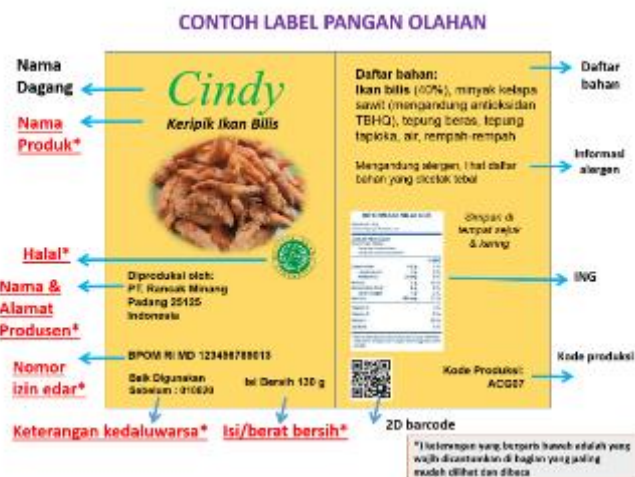 CONTOH LABEL PANGAN OLAHAN
Nama
Dagang
Nama
Produk*
Halal*
Nama &
Alamat
Produsen*
Nomor
izin edar*
Keterangan kedaluwarsa*
Isi/berat bersih*
Cindy
Keripik Ikan Bilis
Diproduksi oleh:
PT. Rancak Minang
Padang 25125
Indonesia
BPOM RI MD 123456789013
Baik Digunakan
Sebelum : 010820
Isi Bersih 120 g
Daftar bahan:
Ikan bilis (40%), minyak kelapa
sawit (mengandung antioksidan
TBHQ), tepung beras, tepung
tapioka, air, rempah-rempah
Mengandung alergen, lihat daftar
bahan yang dicetak tebal
Simpan di
tempat sejuk
& kering
Kode Produksi:
ACG07
Daftar
bahan
Informasi
alergen
ING
Kode produksi
2D barcode
*) keterangan yang bergaris bawah adalah yang
wajib dicantumkan di bagian yang paling
mudah dilihat dan dibaca